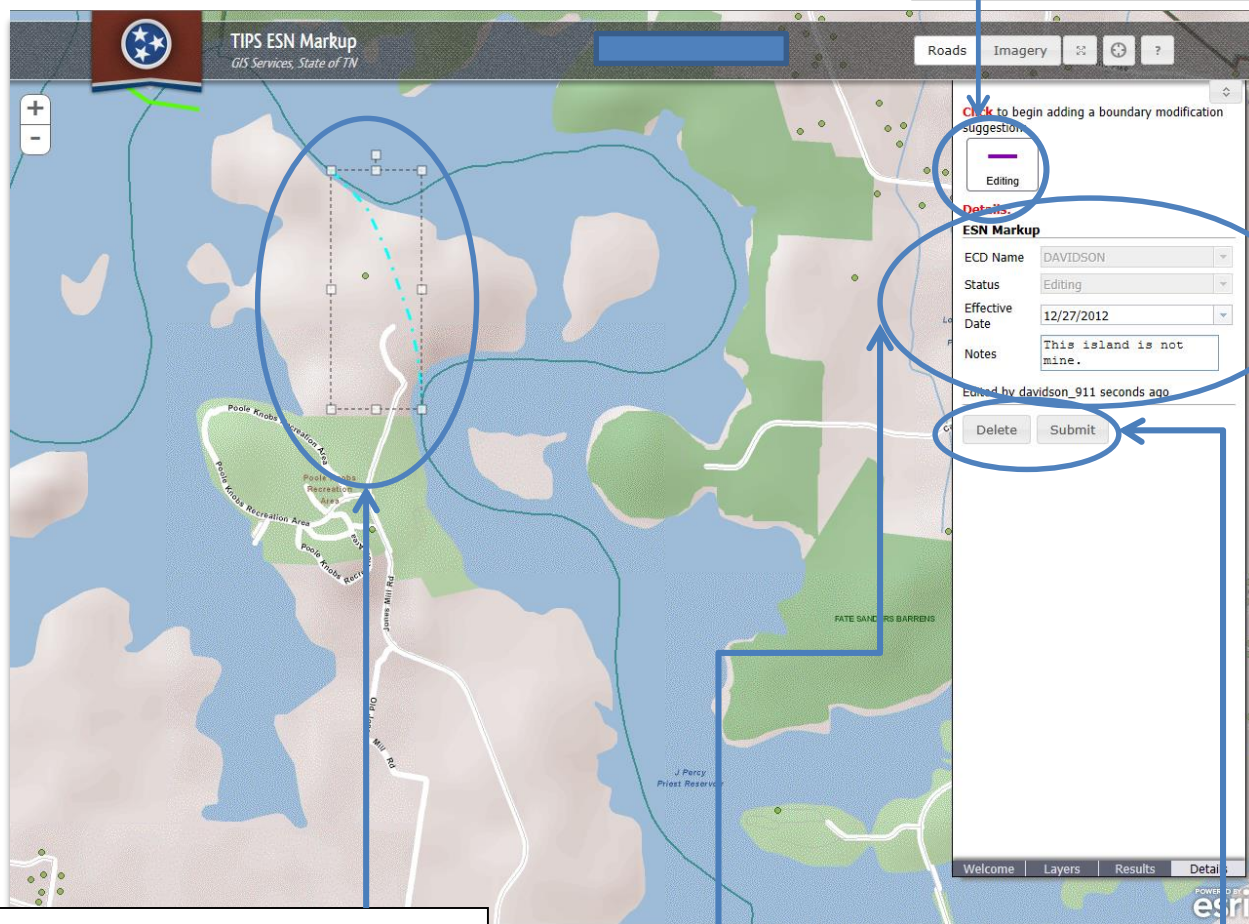 TIPS ESN Markup
GIS Services, State of TN
Roads
Imagery
?
+
-
Click to begin adding a boundary modification
suggestion
Editing
Details:
ESN Markup
ECD Name
DAVIDSON
Status
Editing
Effective
Date
12/27/2012
Notes
This island is not
mine.
Edited by davidson_911 seconds ago
Delete
Submit
Poole Knobs Recreation Area
Poole Knobs
Recreation
Area
Poole Knobs Recreation Area
Poole Knobs
Jones Mill Rd
Mill Rd
FATE SANDERS BARRENS
J Percy
Priest Reservoir
Welcome
Layers
Results
Details
POWERED BY
esri